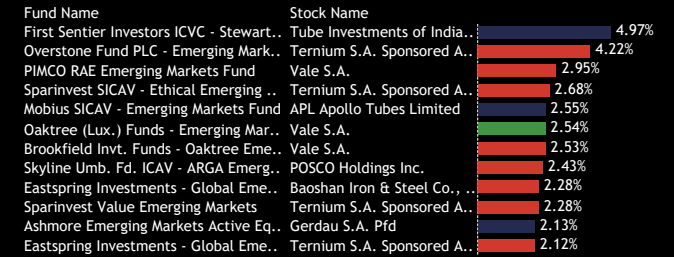 Fund Name Stock Name
First Sentier Investors ICVC - Stewart.. Tube Investments of India.. 4.97%
Overstone Fund PLC - Emerging Mark.. Ternium S.A. Sponsored A.. 4.22%
PIMCO RAE Emerging Markets Fund Vale S.A. 2.95%
Sparinvest SICAV - Ethical Emerging .. Ternium S.A. Sponsored A.. 2.68%
Mobius SICAV - Emerging Markets Fund APL Apollo Tubes Limited 2.55%
Oaktree (Lux.) Funds - Emerging Mar.. Vale S.A. 2.54%
Brookfield Invt. Funds - Oaktree Eme.. Vale S.A. 2.53%
Skyline Umb. Fd. ICAV - ARGA Emerg.. POSCO Holdings Inc. 2.43%
Eastspring Investments - Global Eme.. Baoshan Iron & Steel Co., .. 2.28%
Sparinvest Value Emerging Markets Ternium S.A. Sponsored A.. 2.28%
Ashmore Emerging Markets Active Eq.. Gerdau S.A. Pfd 2.13%
Eastspring Investments - Global Eme.. Ternium S.A. Sponsored A.. 2.12%